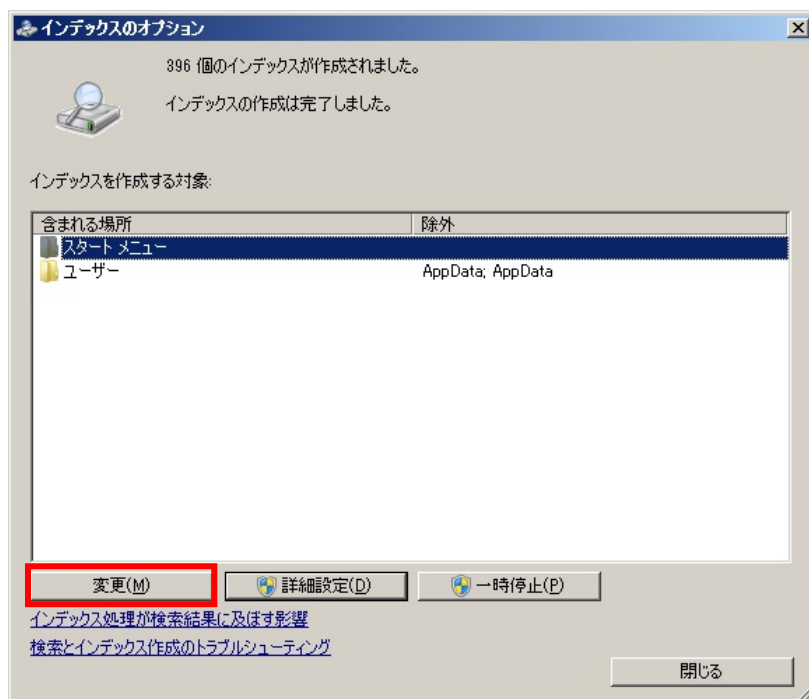 インデックスのオプション
396 個のインデックスが作成されました。
インデックスの作成は完了しました。
インデックスを作成する対象:
含まれる場所 除外
スタート メニュー
ユーザー AppData; AppData
変更(M) 詳細設定(D) 一時停止(P)
インデックス処理が検索結果に及ぼす影響
検索とインデックス作成のトラブルシューティング
閉じる